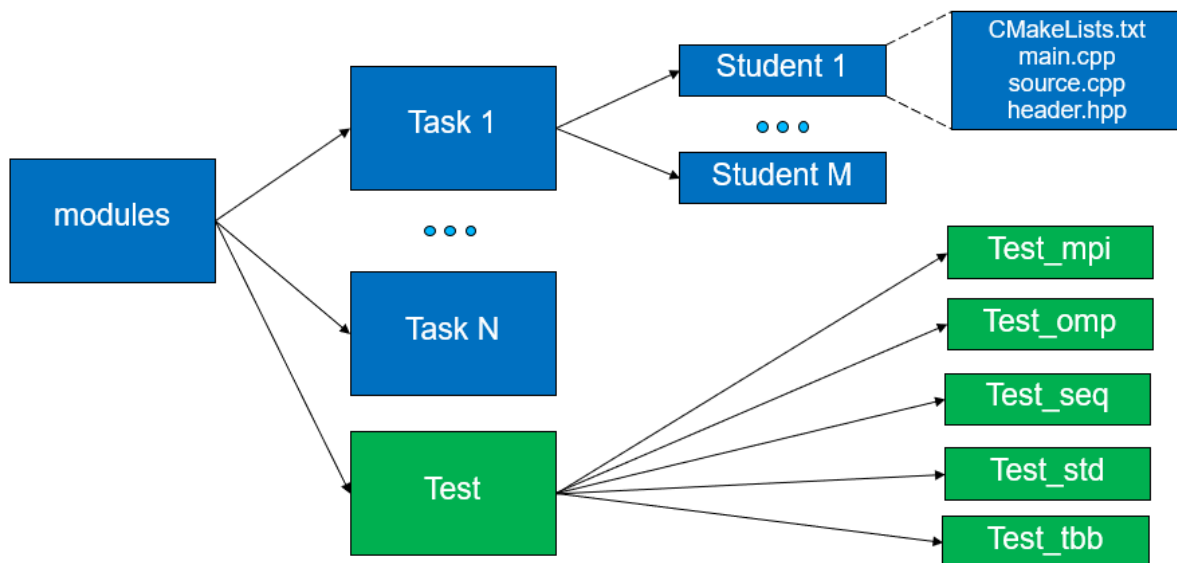 modules
Task 1
Task N
Test
Student 1
Student M
CMakeLists.txt
main.cpp
source.cpp
header.hpp
Test_mpi
Test_omp
Test_seq
Test_std
Test_tbb